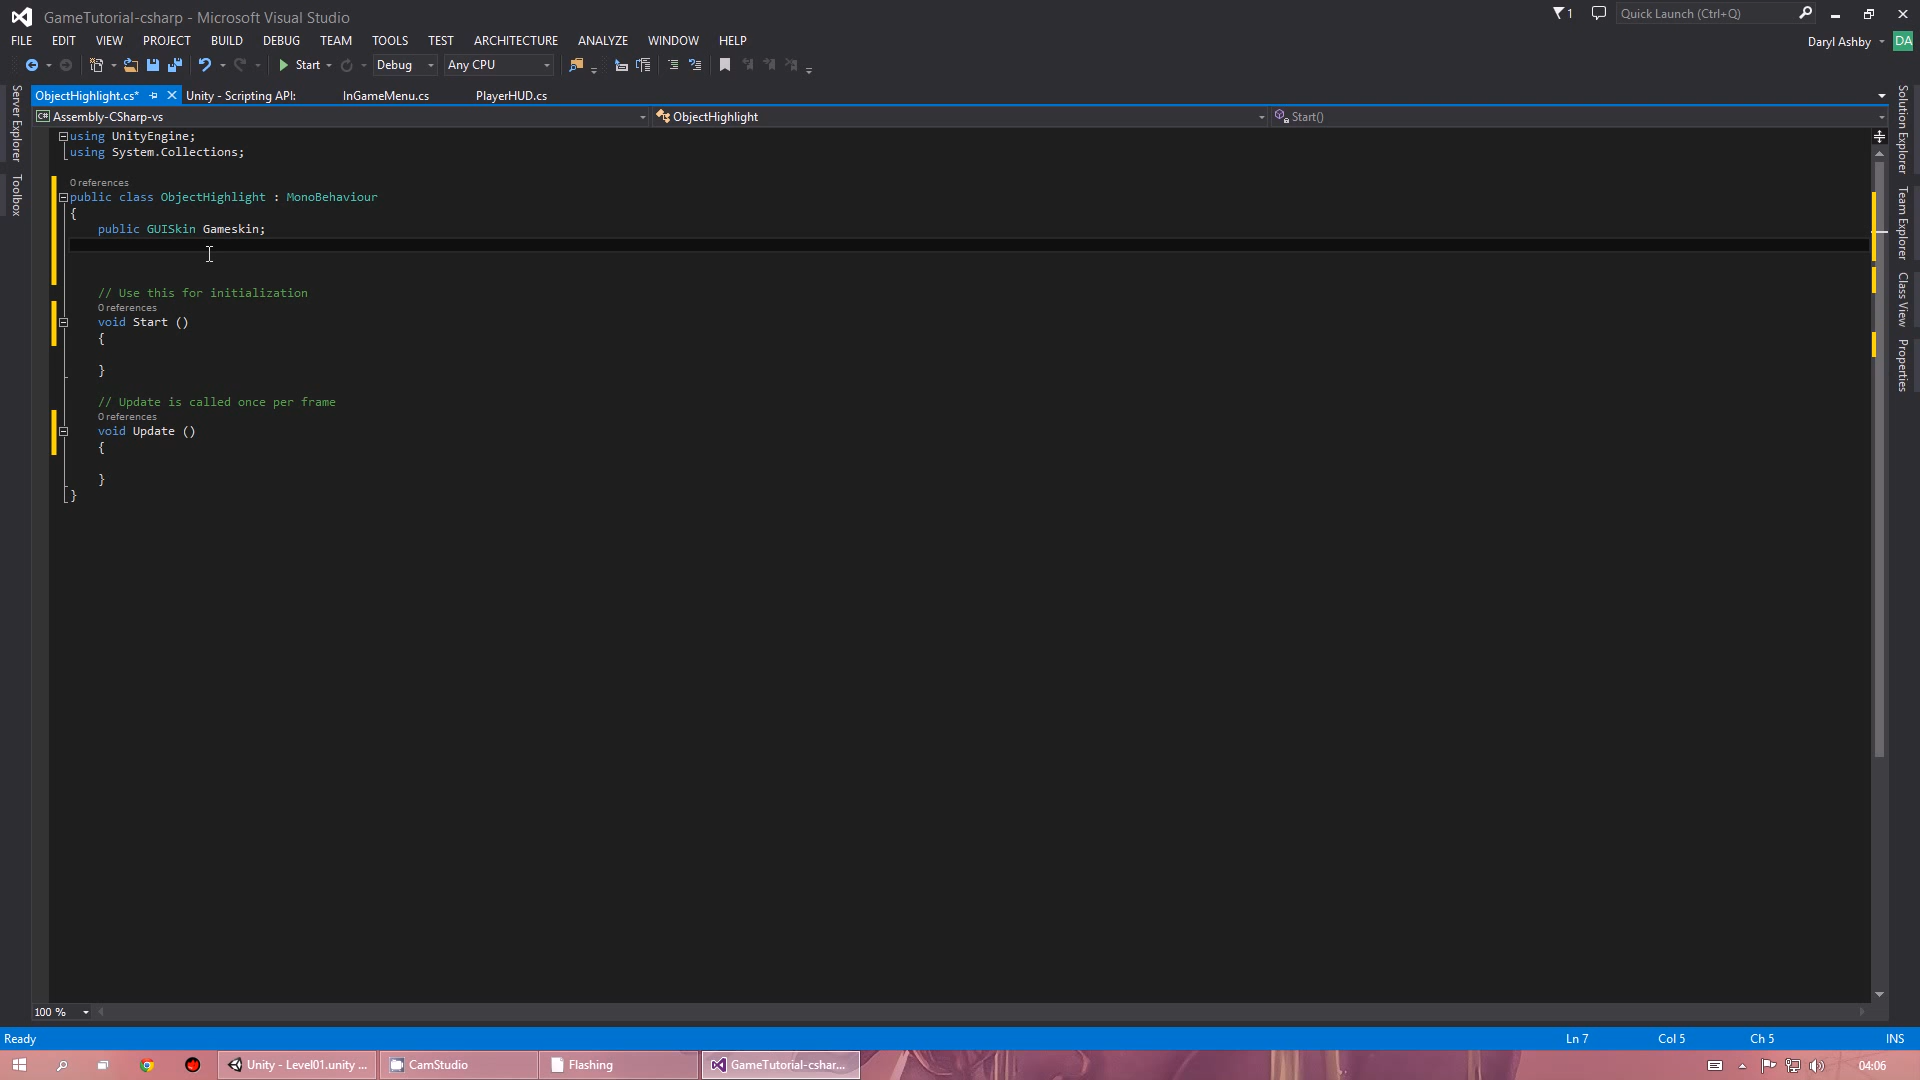 GameTutorial-csharp - Microsoft Visual Studio
1
Quick Launch (Ctrl+Q)
FILE EDIT VIEW PROJECT BUILD DEBUG TEAM TOOLS TEST ARCHITECTURE ANALYZE WINDOW HELP
Daryl Ashby DA
Start Debug Any CPU
ObjectHighlight.cs* Unity - Scripting API: InGameMenu.cs PlayerHUD.cs
C# Assembly-CSharp-vs ObjectHighlight Start()
Server Explorer
Toolbox
using UnityEngine;
using System.Collections;
0 references
public class ObjectHighlight : MonoBehaviour
{
public GUISkin Gameskin;
// Use this for initialization
0 references
void Start ()
{
}
// Update is called once per frame
0 references
void Update ()
{
}
}
Solution Explorer
Team Explorer
Class View
Properties
100 %
Ready Ln 7 Col 5 Ch 5 INS
Unity - Level01.unity ... CamStudio Flashing GameTutorial-cshar... 04:06